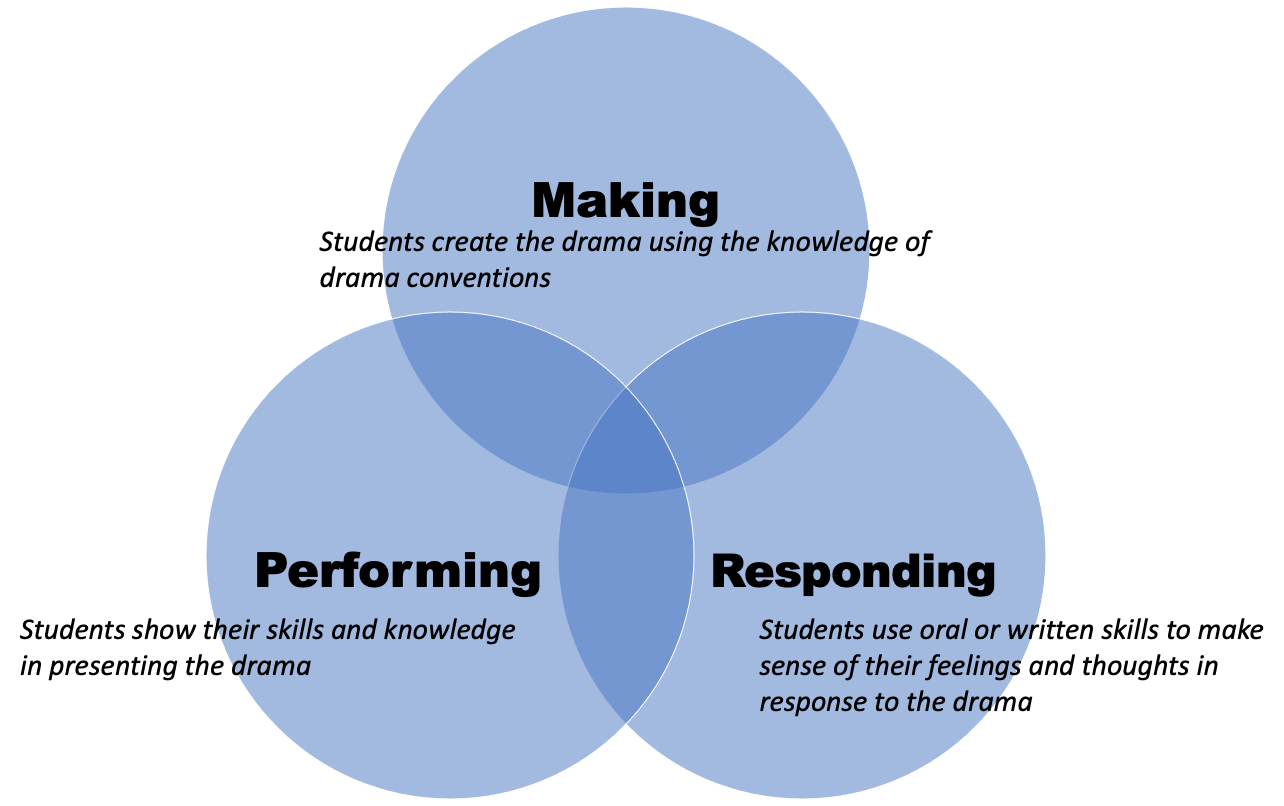 Making
Students create the drama using the knowledge of
drama conventions
Performing
Students show their skills and knowledge
in presenting the drama
Responding
Students use oral or written skills to make
sense of their feelings and thoughts in
response to the drama